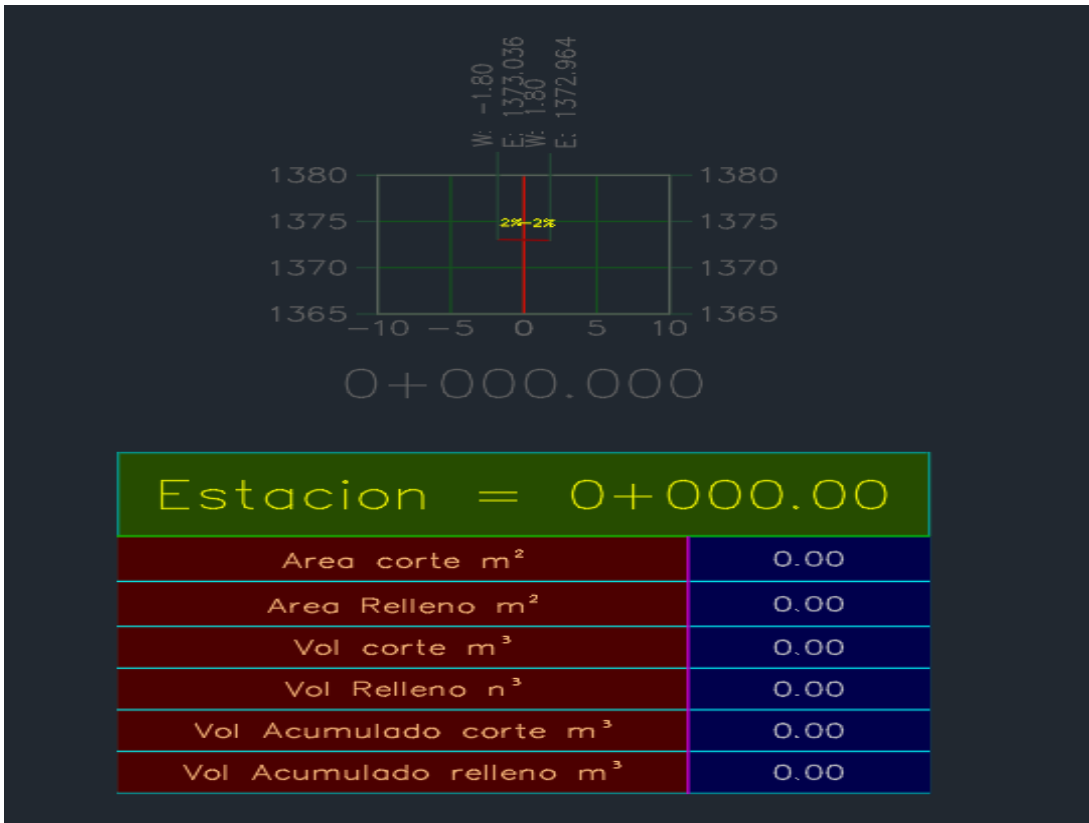 W: -1.80
E: 1373.036
W: 1.80
E: 1372.964
1380 1380
1375 2% -2% 1375
1370 1370
1365 1365
-10 -5 0 5 10
0+000.000
Estacion = 0+000.00
Area corte m² 0.00
Area Relleno m² 0.00
Vol corte m³ 0.00
Vol Relleno n³ 0.00
Vol Acumulado corte m³ 0.00
Vol Acumulado relleno m³ 0.00